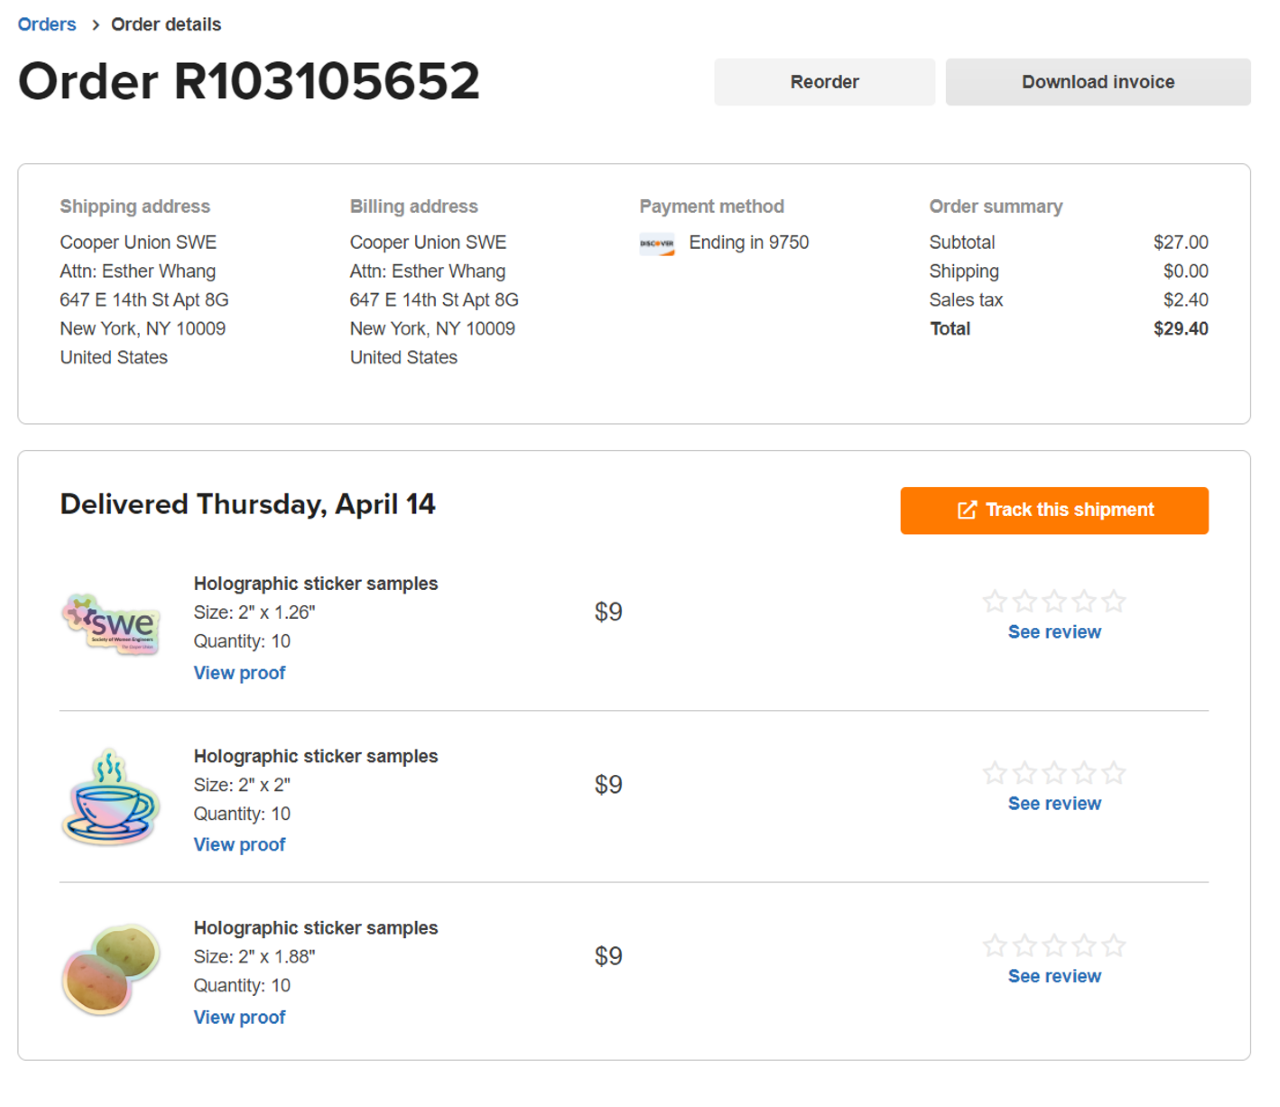 Orders > Order details
Order R103105652
Reorder
Download invoice
Shipping address
Cooper Union SWE
Attn: Esther Whang
647 E 14th St Apt 8G
New York, NY 10009
United States
Billing address
Cooper Union SWE
Attn: Esther Whang
647 E 14th St Apt 8G
New York, NY 10009
United States
Payment method
DISCOVER Ending in 9750
Order summary
Subtotal $27.00
Shipping $0.00
Sales tax $2.40
Total $29.40
Delivered Thursday, April 14
Track this shipment
swe
Society of Women Engineers
The Cooper Union
Holographic sticker samples
Size: 2" x 1.26"
Quantity: 10
View proof
$9
See review
Holographic sticker samples
Size: 2" x 2"
Quantity: 10
View proof
$9
See review
Holographic sticker samples
Size: 2" x 1.88"
Quantity: 10
View proof
$9
See review